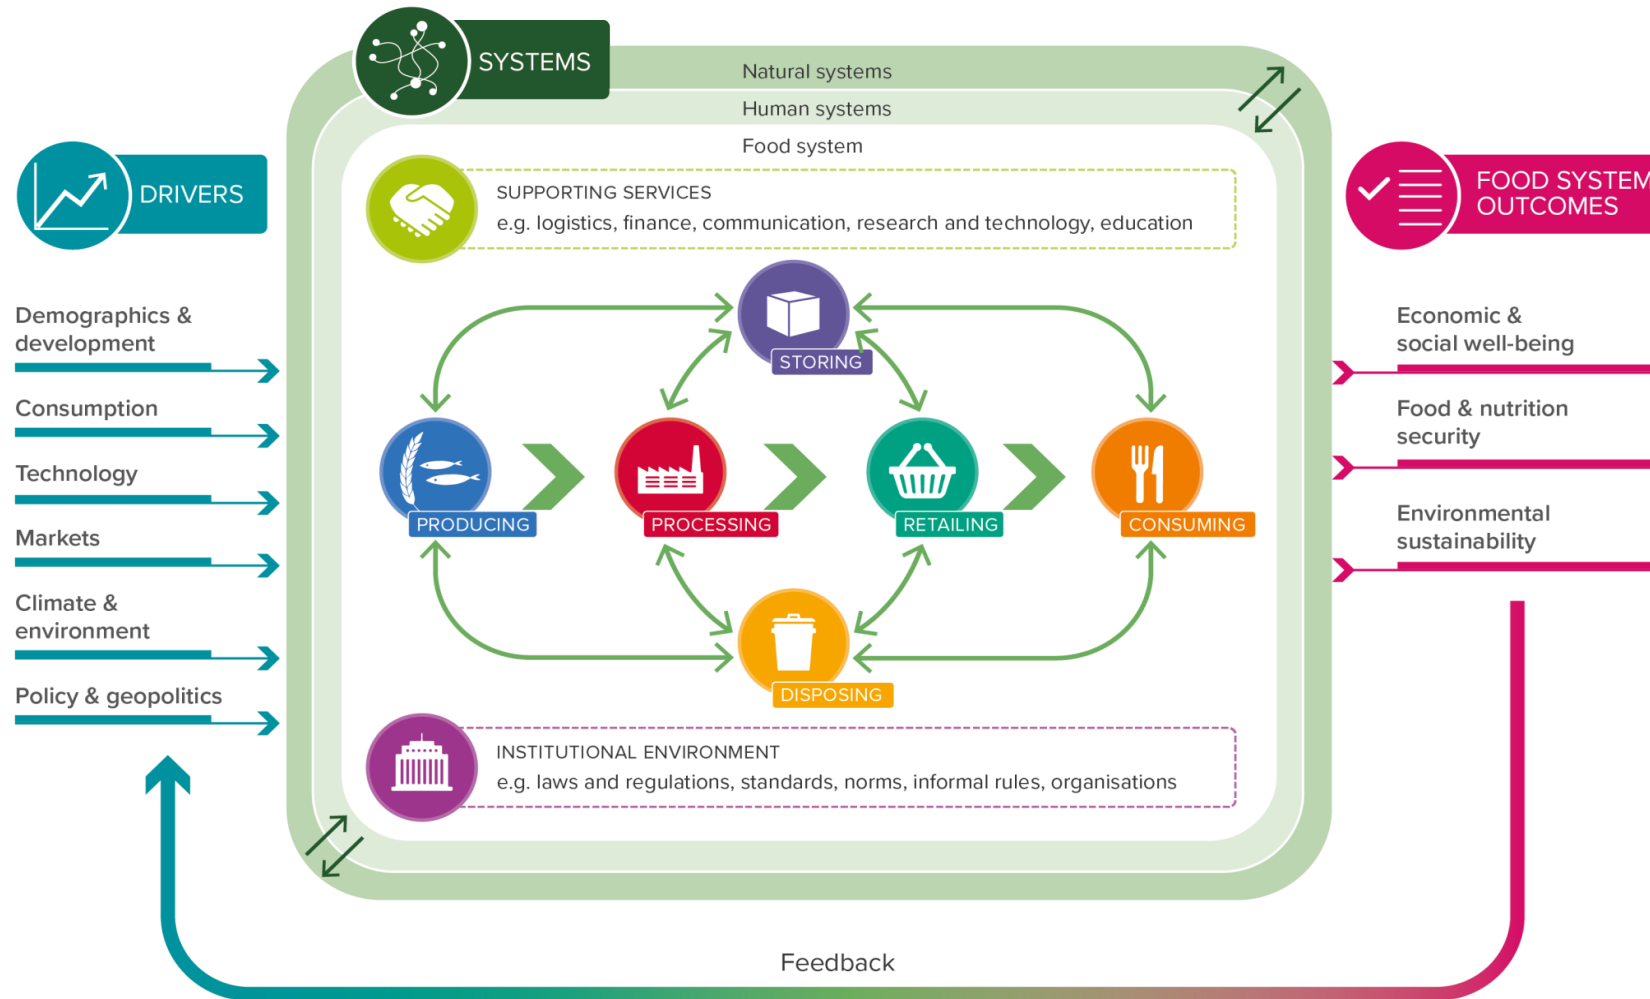 SYSTEMS
Natural systems
Human systems
Food system
DRIVERS
Demographics &
development
Consumption
Technology
Markets
Climate &
environment
Policy & geopolitics
SUPPORTING SERVICES
e.g. logistics, finance, communication, research and technology, education
STORING
PRODUCING
PROCESSING
RETAILING
CONSUMING
DISPOSING
INSTITUTIONAL ENVIRONMENT
e.g. laws and regulations, standards, norms, informal rules, organisations
FOOD SYSTEM
OUTCOMES
Economic &
social well-being
Food & nutrition
security
Environmental
sustainability
Feedback